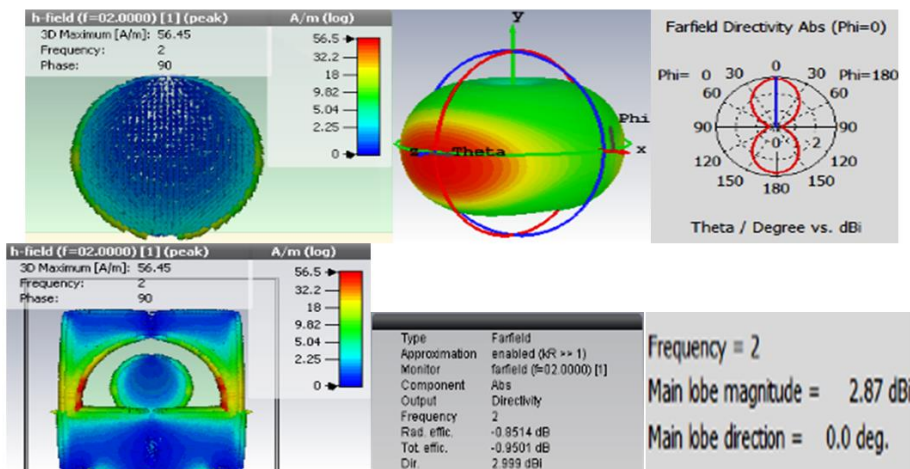 h-field (f=02.0000) [1] (peak)
3D Maximum [A/m]: 56.45
Frequency: 2
Phase: 90
A/m (log)
56.5
32.2
18
9.82
5.04
2.25
0
y
Phi
z Theta x
Farfield Directivity Abs (Phi=0)
Phi= 0 30 0 30 Phi=180
60 60
90 0 2 90
120 120
150 180 150
Theta / Degree vs. dBi
h-field (f=02.0000) [1] (peak)
3D Maximum [A/m]: 56.45
Frequency: 2
Phase: 90
A/m (log)
56.5
32.2
18
9.82
5.04
2.25
0
Type Farfield
Approximation enabled (kR >> 1)
Monitor farfield (f=02.0000) [1]
Component Abs
Output Directivity
Frequency 2
Rad. effic. -0.8514 dB
Tot. effic. -0.9501 dB
Dir. 2.999 dBi
Frequency = 2
Main lobe magnitude = 2.87 dBi
Main lobe direction = 0.0 deg.